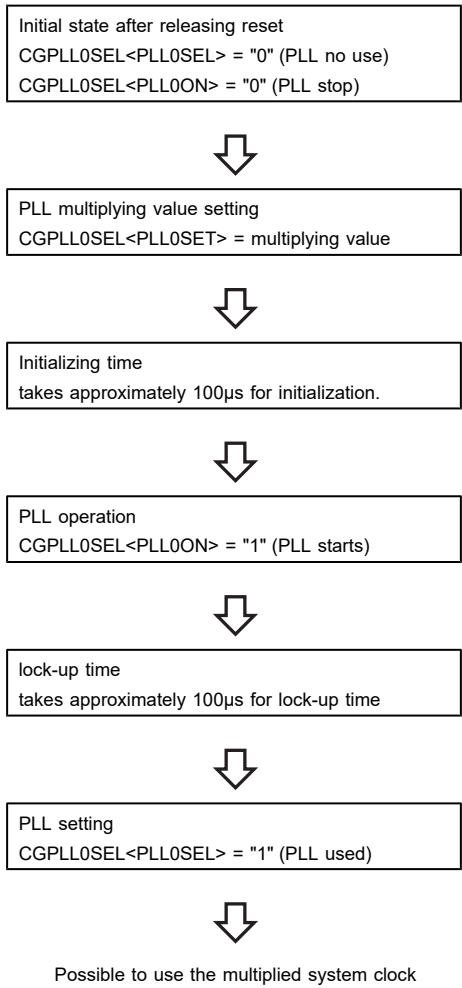 Initial state after releasing reset
CGPLL0SEL<PLL0SEL> = "0" (PLL no use)
CGPLL0SEL<PLL0ON> = "0" (PLL stop)
PLL multiplying value setting
CGPLL0SEL<PLL0SET> = multiplying value
Initializing time
takes approximately 100μs for initialization.
PLL operation
CGPLL0SEL<PLL0ON> = "1" (PLL starts)
lock-up time
takes approximately 100μs for lock-up time
PLL setting
CGPLL0SEL<PLL0SEL> = "1" (PLL used)
Possible to use the multiplied system clock